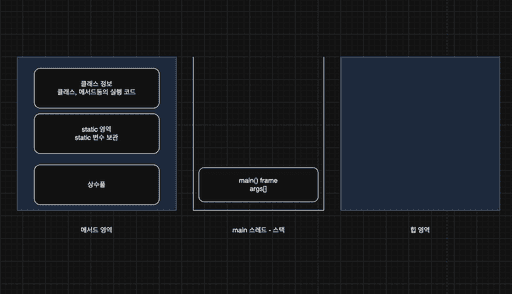 클래스 정보
클래스, 메서드등의 실행 코드
static 영역
static 변수 보관
상수풀
main() frame
args[]
메서드 영역
main 스레드 - 스택
힙 영역